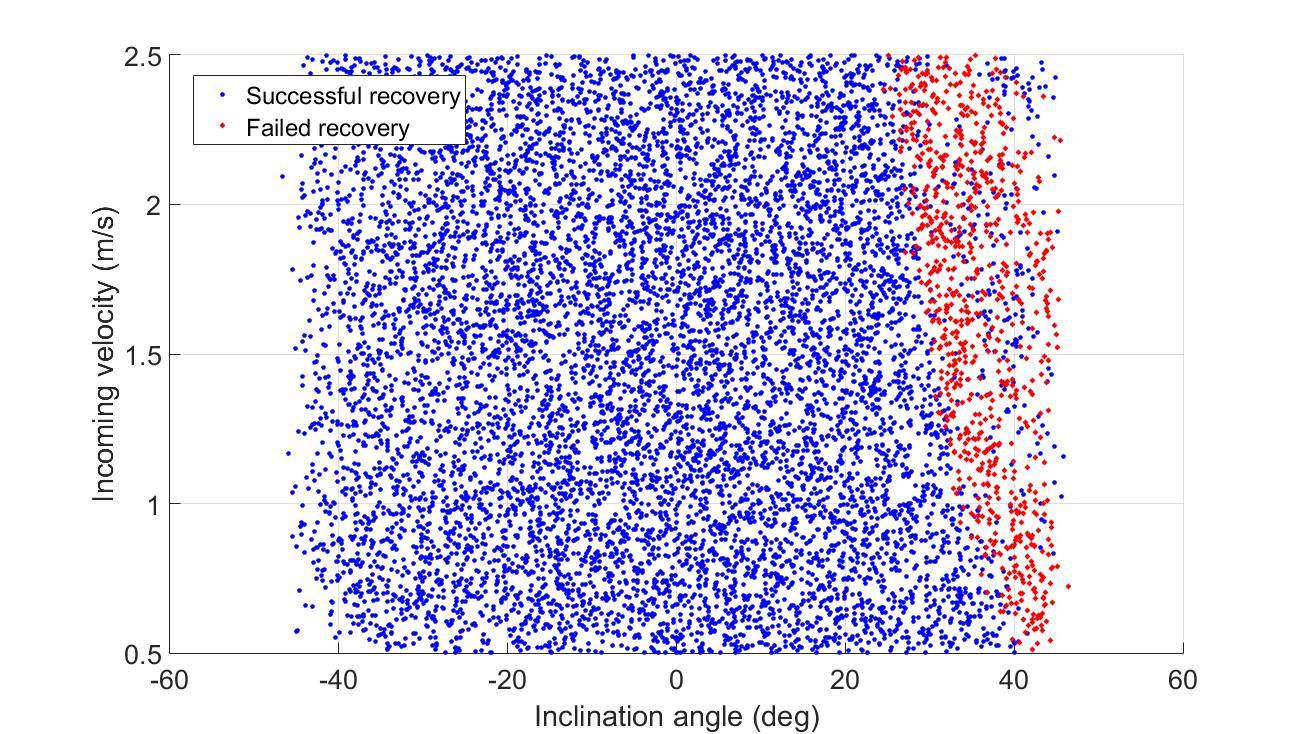 2.5
Successful recovery
Failed recovery
2
Incoming velocity (m/s)
1.5
1
0.5
-60 -40 -20 0 20 40 60
Inclination angle (deg)